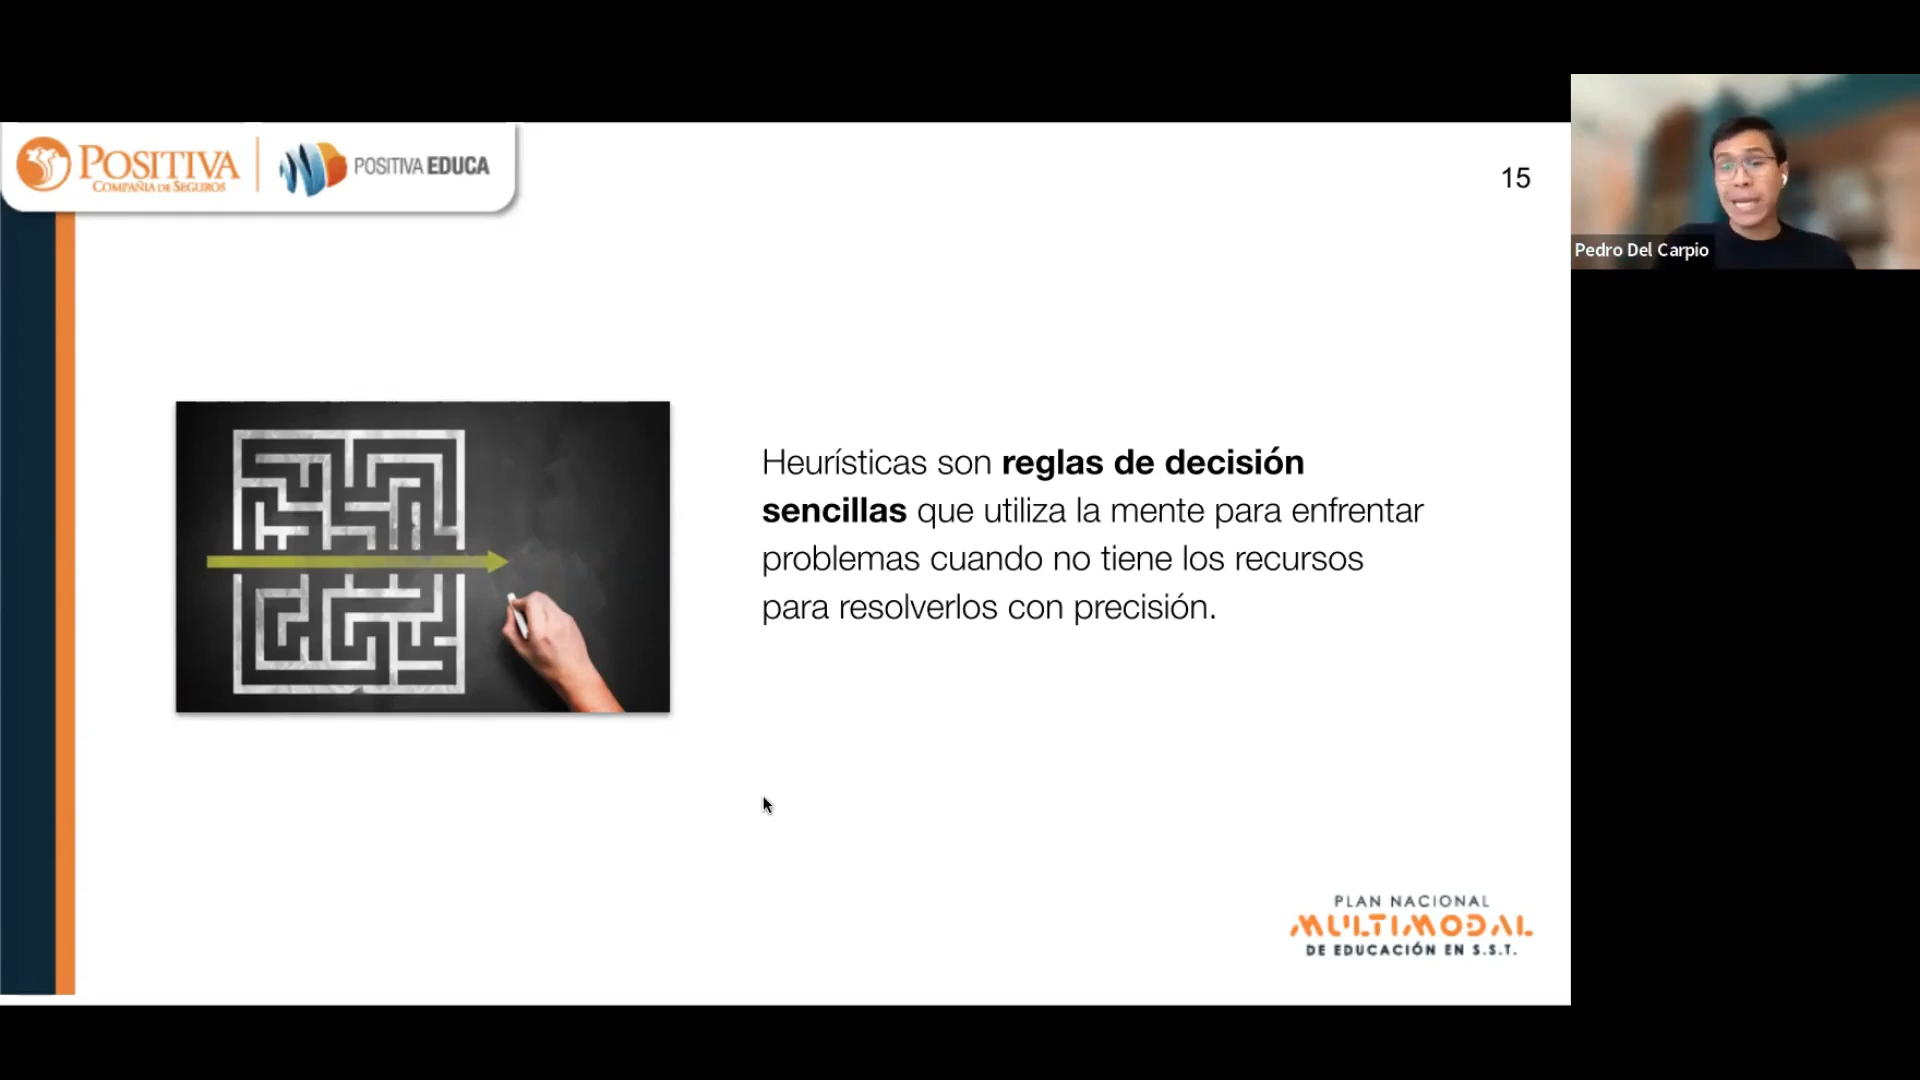 POSITIVA
COMPAÑIA DE SEGUROS
POSITIVA EDUCA
15
Pedro Del Carpio
Heurísticas son reglas de decisión
sencillas que utiliza la mente para enfrentar
problemas cuando no tiene los recursos
para resolverlos con precisión.
PLAN NACIONAL
MULTIMODAL
DE EDUCACIÓN EN S.S.T.